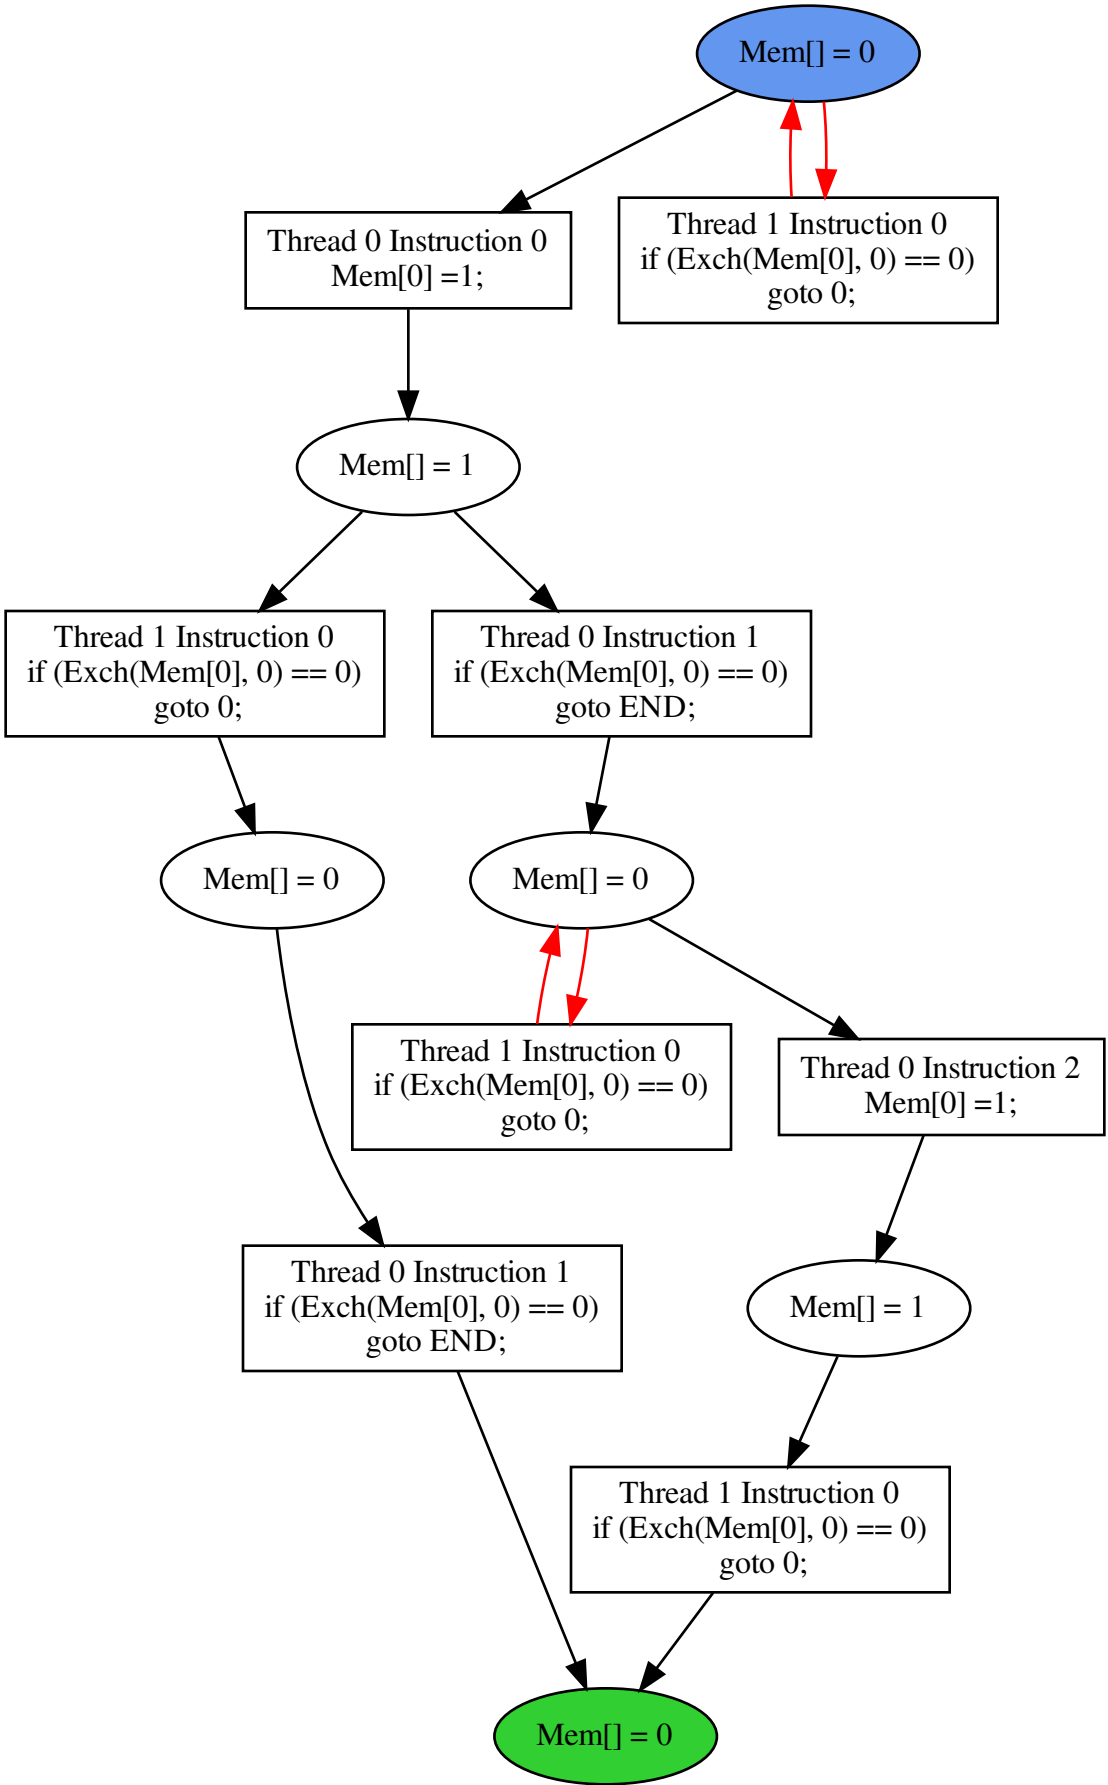 Mem[] = 0
Thread 0 Instruction 0
Mem[0] =1;
Thread 1 Instruction 0
if (Exch(Mem[0], 0) == 0)
goto 0;
Mem[] = 1
Thread 1 Instruction 0
if (Exch(Mem[0], 0) == 0)
goto 0;
Thread 0 Instruction 1
if (Exch(Mem[0], 0) == 0)
goto END;
Mem[] = 0
Mem[] = 0
Thread 1 Instruction 0
if (Exch(Mem[0], 0) == 0)
goto 0;
Thread 0 Instruction 2
Mem[0] =1;
Thread 0 Instruction 1
if (Exch(Mem[0], 0) == 0)
goto END;
Mem[] = 1
Thread 1 Instruction 0
if (Exch(Mem[0], 0) == 0)
goto 0;
Mem[] = 0